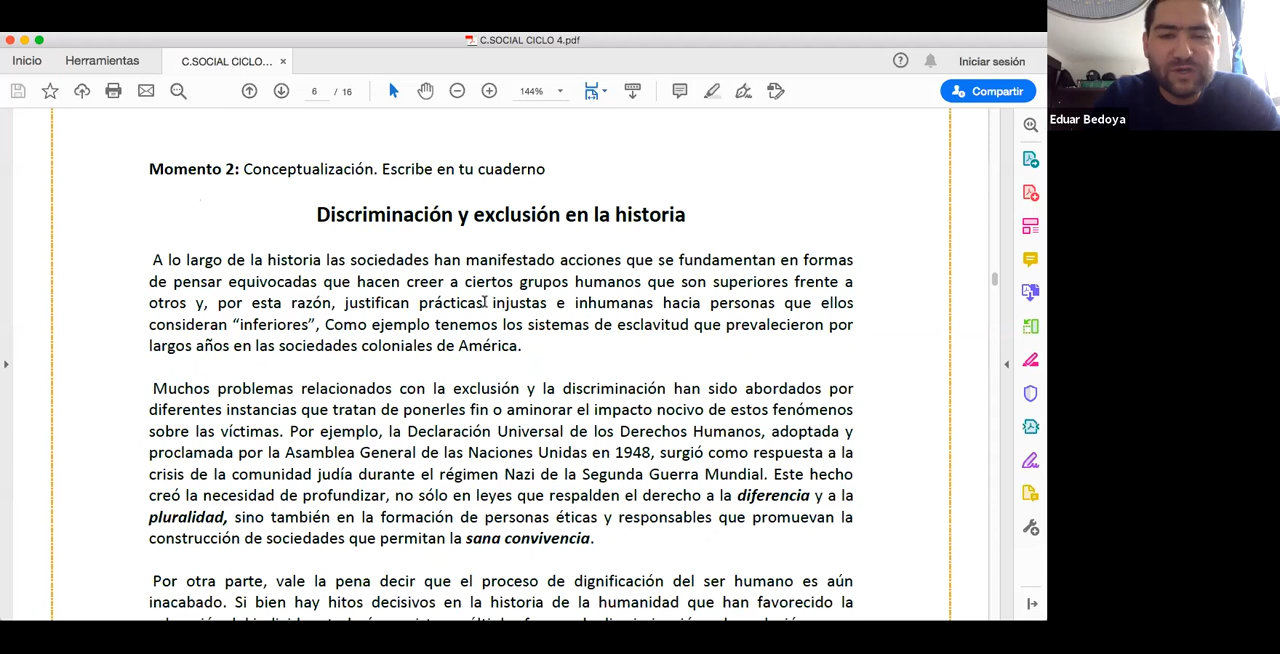 C.SOCIAL CICLO 4.pdf
Inicio
Herramientas
C.SOCIAL CICLO... ×
Iniciar sesión
6 / 16
144%
Compartir
Eduar Bedoya
Momento 2: Conceptualización. Escribe en tu cuaderno
Discriminación y exclusión en la historia
A lo largo de la historia las sociedades han manifestado acciones que se fundamentan en formas
de pensar equivocadas que hacen creer a ciertos grupos humanos que son superiores frente a
otros y, por esta razón, justifican prácticas injustas e inhumanas hacia personas que ellos
consideran “inferiores”, Como ejemplo tenemos los sistemas de esclavitud que prevalecieron por
largos años en las sociedades coloniales de América.
Muchos problemas relacionados con la exclusión y la discriminación han sido abordados por
diferentes instancias que tratan de ponerles fin o aminorar el impacto nocivo de estos fenómenos
sobre las víctimas. Por ejemplo, la Declaración Universal de los Derechos Humanos, adoptada y
proclamada por la Asamblea General de las Naciones Unidas en 1948, surgió como respuesta a la
crisis de la comunidad judía durante el régimen Nazi de la Segunda Guerra Mundial. Este hecho
creó la necesidad de profundizar, no sólo en leyes que respalden el derecho a la diferencia y a la
pluralidad, sino también en la formación de personas éticas y responsables que promuevan la
construcción de sociedades que permitan la sana convivencia.
Por otra parte, vale la pena decir que el proceso de dignificación del ser humano es aún
inacabado. Si bien hay hitos decisivos en la historia de la humanidad que han favorecido la